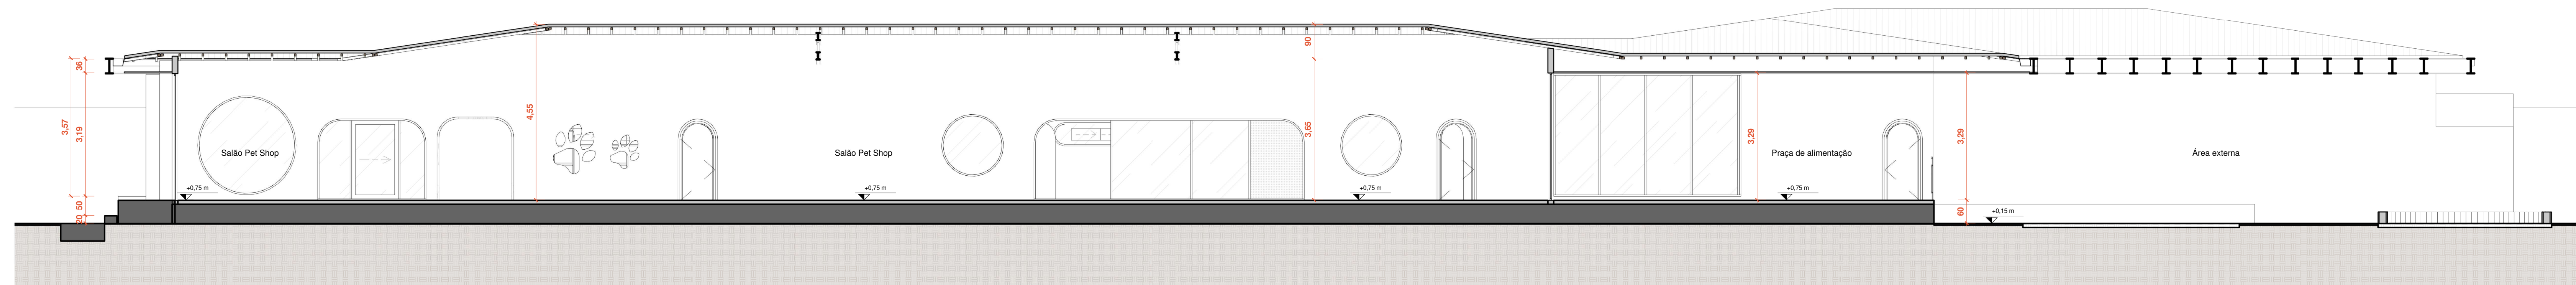 3,57
36
3,19
50
20
Salão Pet Shop
+0,75 m
4,55
Salão Pet Shop
+0,75 m
90
3,65
+0,75 m
3,29
Praça de alimentação
+0,75 m
3,29
60
+0,15 m
Área externa